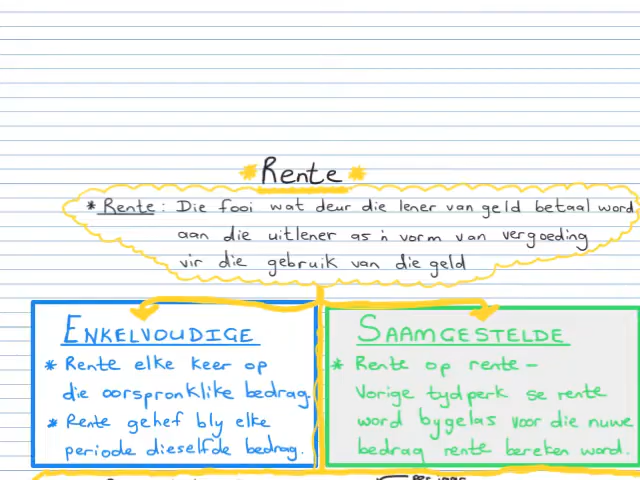 * Rente *
* Rente : Die fooi wat deur die lener van geld betaal word
aan die uitlener as 'n vorm van vergoeding
vir die gebruik van die geld
ENKELVOUDIGE
* Rente elke keer op
die oorspronklike bedrag.
* Rente gehef bly elke
periode dieselfde bedrag.
SAAMGESTELDE
* Rente op rente –
Vorige tydperk se rente
word bygelas voor die nuwe
bedrag rente bereken word.